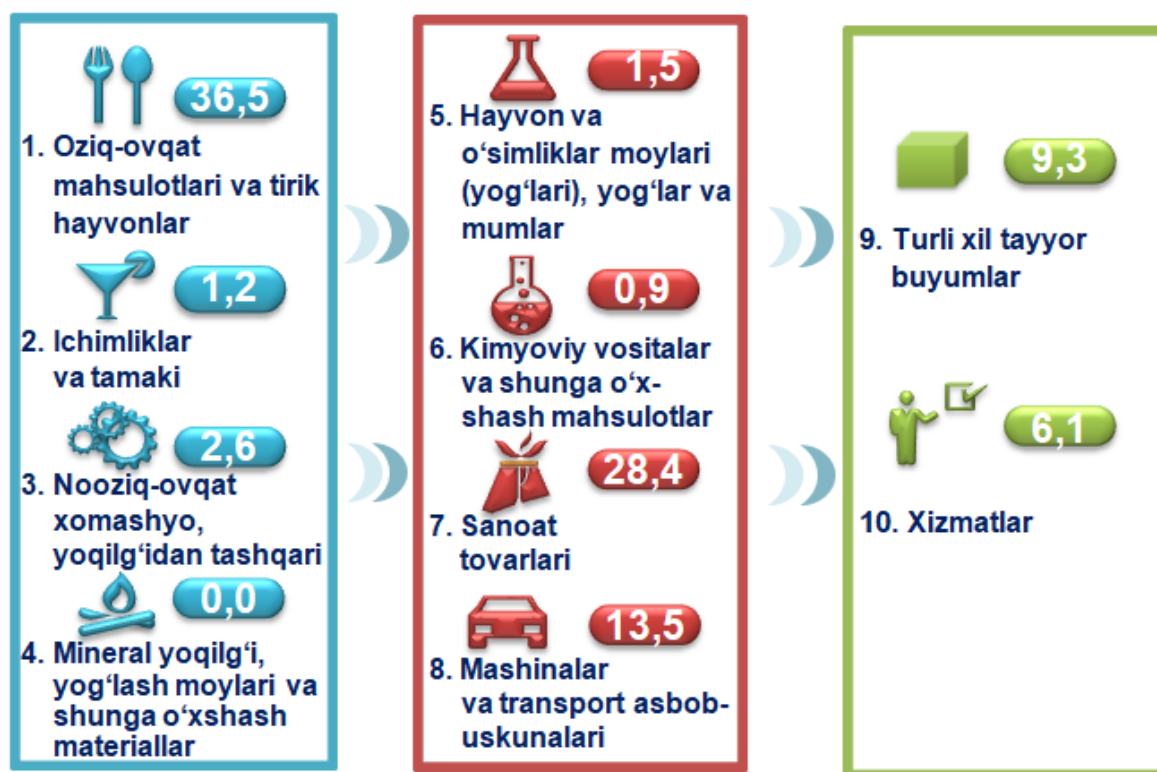 36,5
1. Oziq-ovqat
mahsulotlari va tirik
hayvonlar
1,2
2. Ichimliklar
va tamaki
2,6
3. Nooziq-ovqat
xomashyo,
yoqilg‘idan tashqari
0,0
4. Mineral yoqilg‘i,
yog‘lash moylari va
shunga o‘xshash
materiallar
1,5
5. Hayvon va
o‘simliklar moylari
(yog‘lari), yog‘lar va
mumlar
0,9
6. Kimyoviy vositalar
va shunga o‘x-
shash mahsulotlar
28,4
7. Sanoat
tovarlari
13,5
8. Mashinalar
va transport asbob-
uskunalari
9,3
9. Turli xil tayyor
buyumlar
6,1
10. Xizmatlar